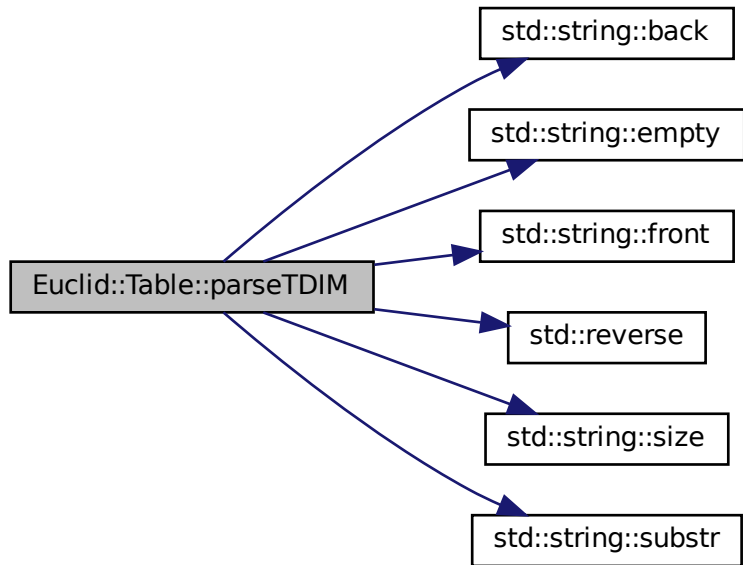 std::string::back
std::string::empty
std::string::front
Euclid::Table::parseTDIM
std::reverse
std::string::size
std::string::substr